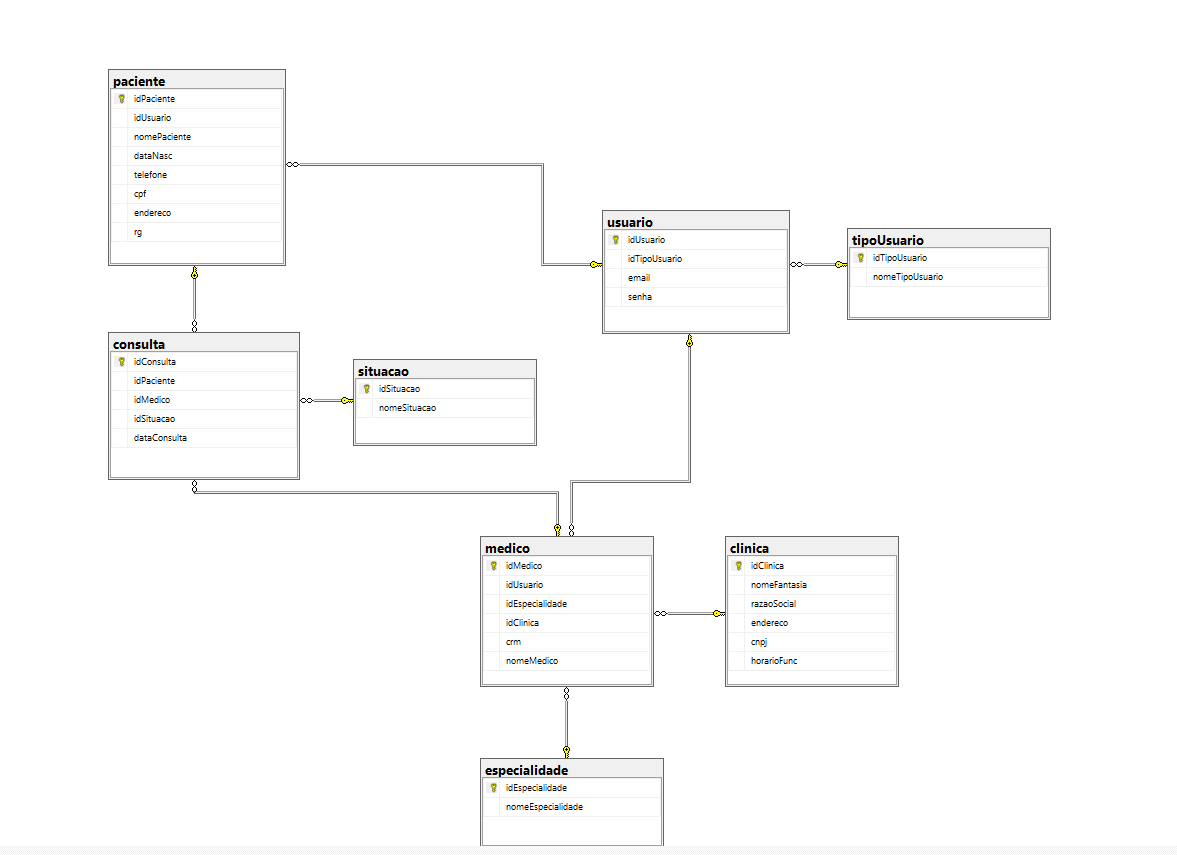 paciente
idPaciente
idUsuario
nomePaciente
dataNasc
telefone
cpf
endereco
rg
usuario
idUsuario
idTipoUsuario
email
senha
tipoUsuario
idTipoUsuario
nomeTipoUsuario
consulta
idConsulta
idPaciente
idMedico
idSituacao
dataConsulta
situacao
idSituacao
nomeSituacao
medico
idMedico
idUsuario
idEspecialidade
idClinica
crm
nomeMedico
clinica
idClinica
nomeFantasia
razaoSocial
endereco
cnpj
horarioFunc
especialidade
idEspecialidade
nomeEspecialidade